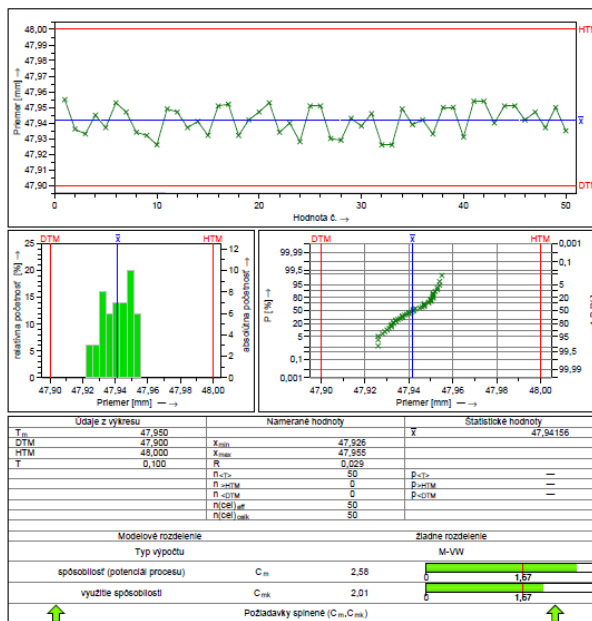 48,00
47,99
47,98
47,97
47,96
47,95
47,94
47,93
47,92
47,91
47,90
Priemer [mm] →
HTM
x̅
DTM
0 10 20 30 40 50
Hodnota č. →
DTM x̅ HTM
25
20
15
10
5
0
relatívna početnosť [%] →
12
10
8
6
4
2
0
absolútna početnosť →
47,90 47,92 47,94 47,96 47,98 48,00
Priemer [mm] →
DTM x̅ HTM
99,99
99,5
95
80
50
20
5
0,1
0,001
P [%] →
0,001
0,1
5
20
50
80
95
99,5
99,99
47,90 47,92 47,94 47,96 47,98 48,00
Priemer [mm] →
Údaje z výkresu Namerané hodnoty Štatistické hodnoty
Tm 47,950 x̅ 47,94156
DTM 47,900 xmin 47,926
HTM 48,000 xmax 47,955
T 0,100 R 0,029
n<T> 50 p<T> —
n>HTM 0 p>HTM —
n<DTM 0 p<DTM —
n(cel)eff 50
n(cel)celk 50
Modelové rozdelenie žiadne rozdelenie
Typ výpočtu M-VW
spôsobilosť (potenciál procesu) Cm 2,58 0 1,67
využitie spôsobilosti Cmk 2,01 0 1,67
Požiadavky splnené (Cm,Cmk)